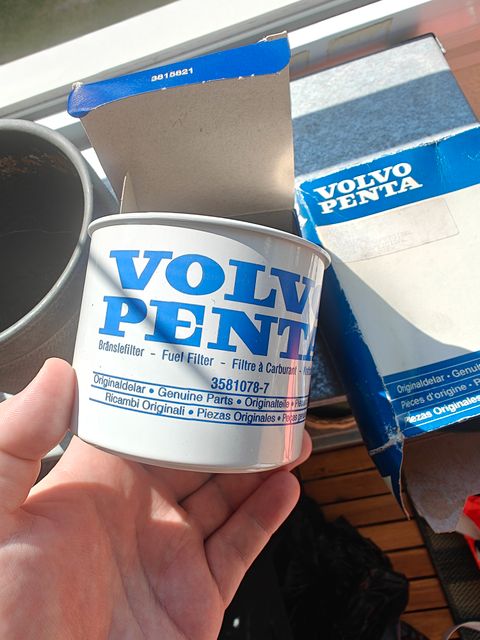 3815821
VOLVO
PENTA
VOLV
PENTA
Bränslefilter - Fuel Filter - Filtre à Carburant -
3581078-7
Originaldelar • Genuine Parts • Originalteile •
Ricambi Originali • Piezas Originales •
Originaldelar • Genui
Pièces d'origine •
Piezas Originales